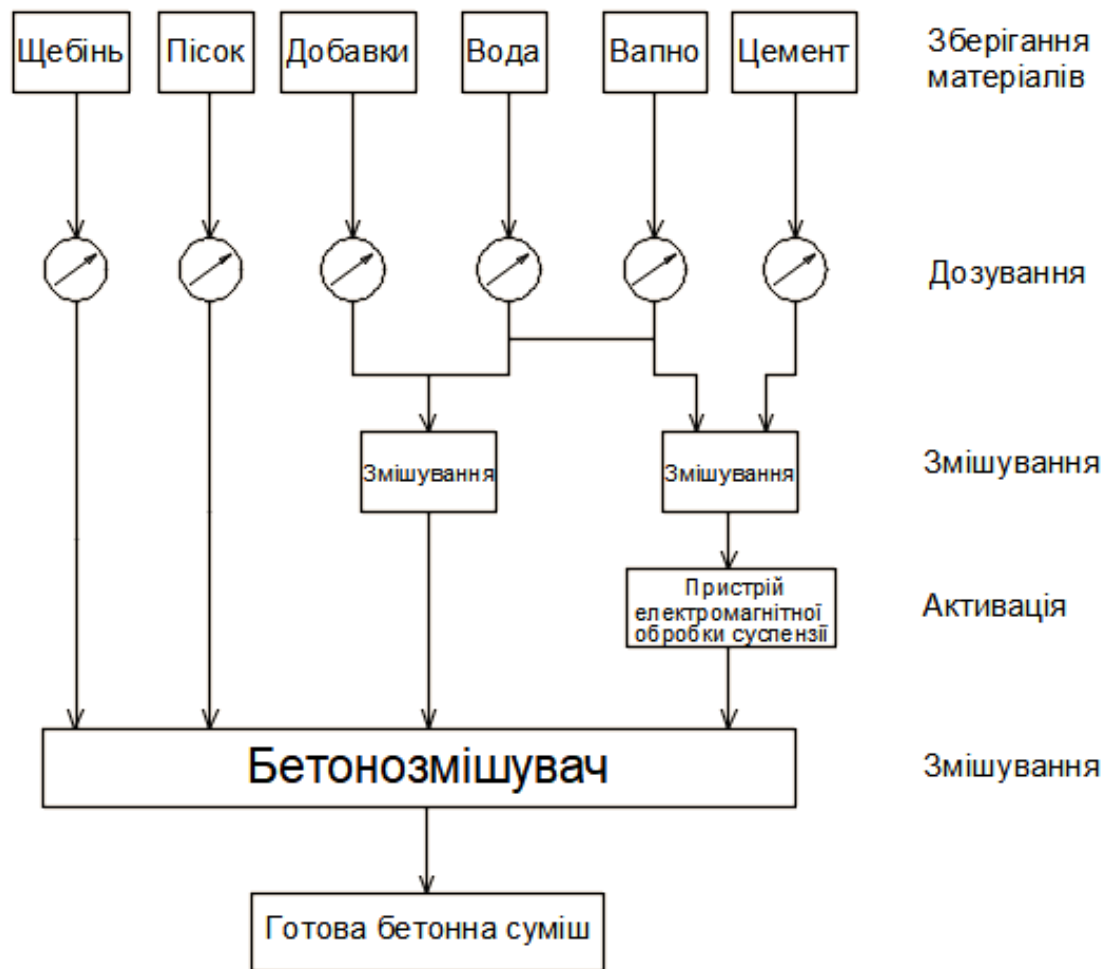 Щебінь
Пісок
Добавки
Вода
Вапно
Цемент
Зберігання
матеріалів
Дозування
Змішування
Змішування
Змішування
Пристрій
електромагнітної
обробки суспензії
Активація
Бетонозмішувач
Змішування
Готова бетонна суміш